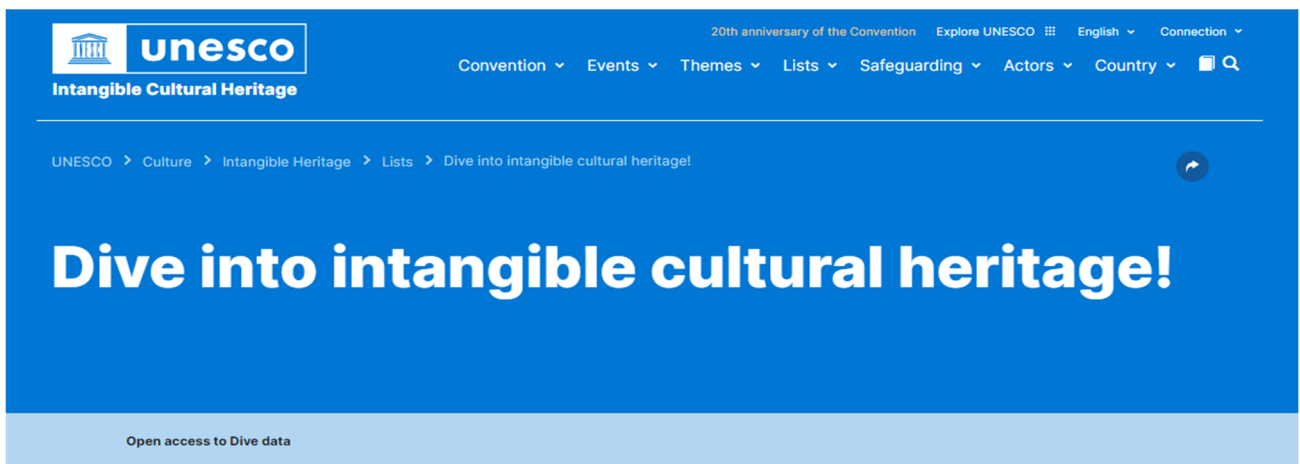 unesco
Intangible Cultural Heritage
20th anniversary of the Convention Explore UNESCO English Connection
Convention Events Themes Lists Safeguarding Actors Country
UNESCO > Culture > Intangible Heritage > Lists > Dive into intangible cultural heritage!
Dive into intangible cultural heritage!
Open access to Dive data